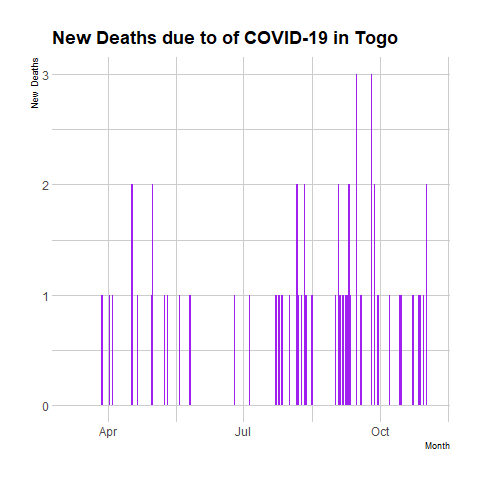 New Deaths due to of COVID-19 in Togo
New Deaths
3
2
1
0
Apr Jul Oct
Month